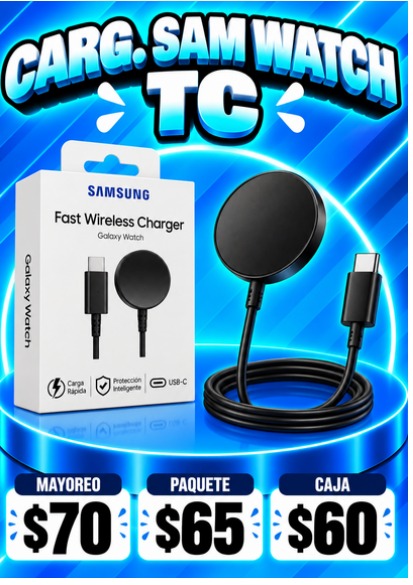 CARG. SAM WATCH
TC
SAMSUNG
Fast Wireless Charger
Galaxy Watch
Galaxy Watch
Carga
Rápida
Protección
Inteligente
USB-C
MAYOREO
PAQUETE
CAJA
$70
$65
$60